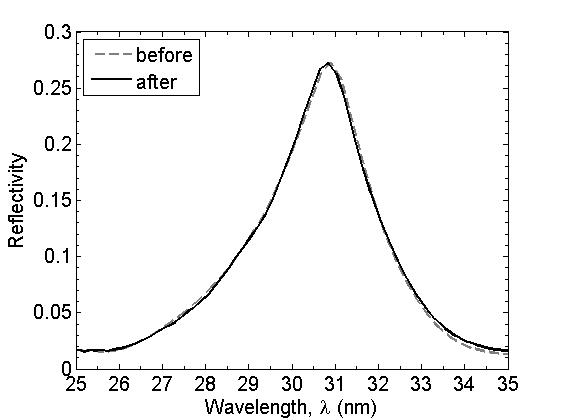 0.3
before
after
0.25
0.2
0.15
0.1
0.05
0
Reflectivity
25 26 27 28 29 30 31 32 33 34 35
Wavelength, λ (nm)